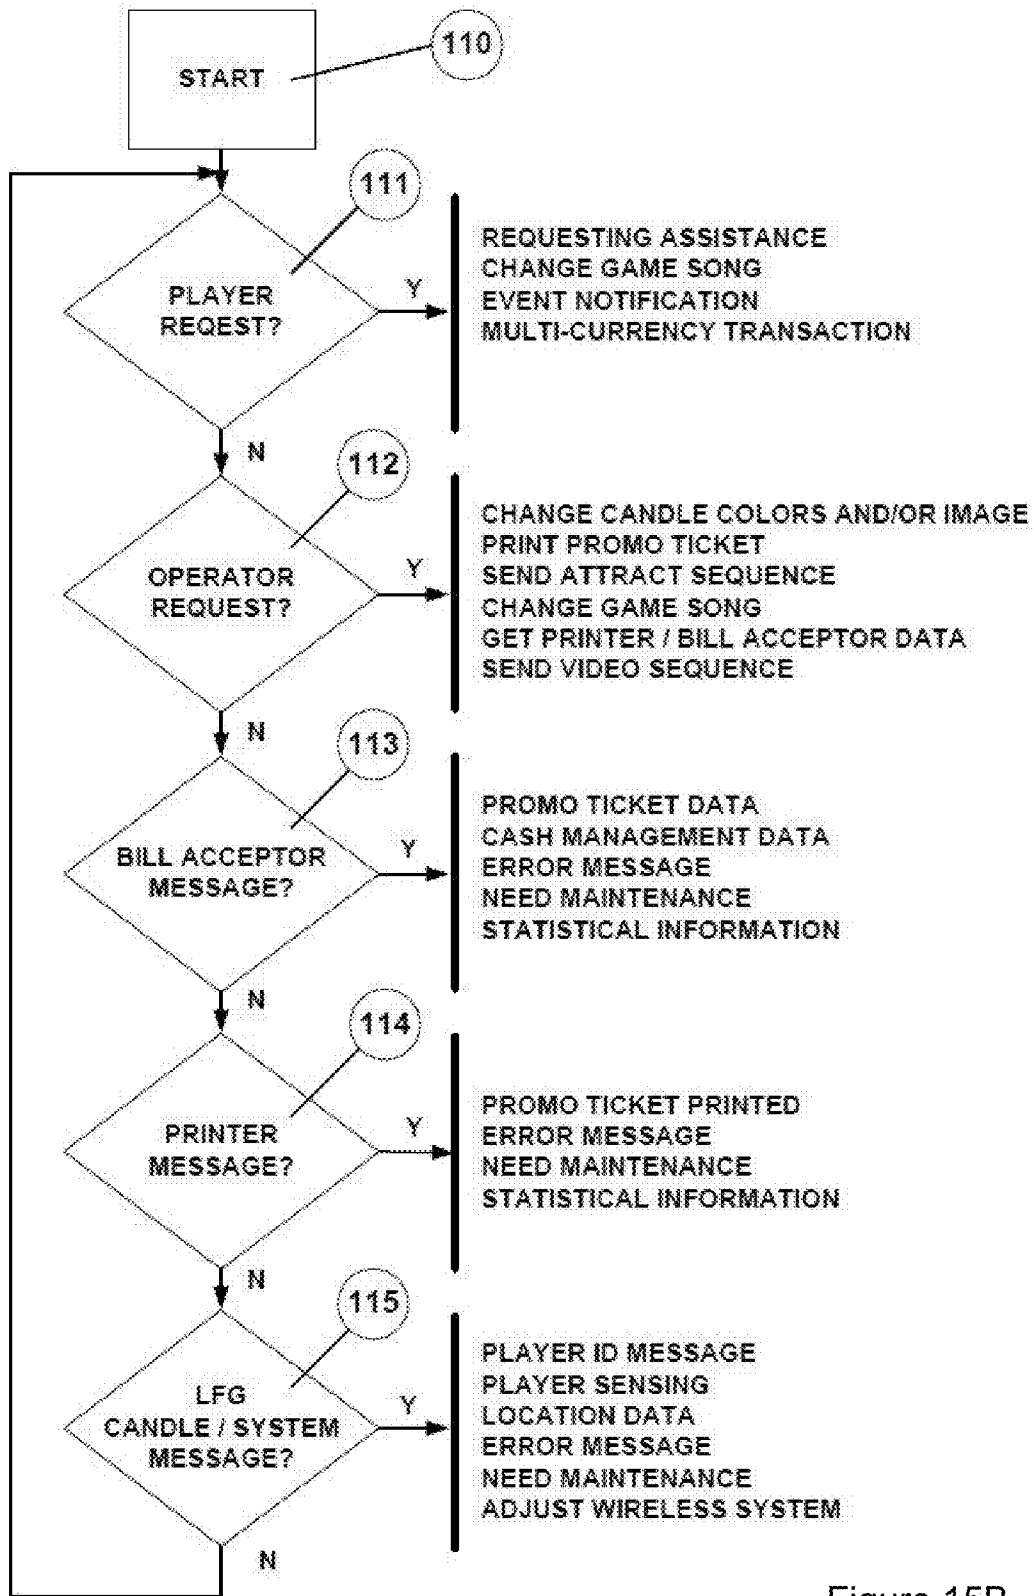 START
110
111
PLAYER
REQEST?
Y
REQUESTING ASSISTANCE
CHANGE GAME SONG
EVENT NOTIFICATION
MULTI-CURRENCY TRANSACTION
N
112
OPERATOR
REQUEST?
Y
CHANGE CANDLE COLORS AND/OR IMAGE
PRINT PROMO TICKET
SEND ATTRACT SEQUENCE
CHANGE GAME SONG
GET PRINTER / BILL ACCEPTOR DATA
SEND VIDEO SEQUENCE
N
113
BILL ACCEPTOR
MESSAGE?
Y
PROMO TICKET DATA
CASH MANAGEMENT DATA
ERROR MESSAGE
NEED MAINTENANCE
STATISTICAL INFORMATION
N
114
PRINTER
MESSAGE?
Y
PROMO TICKET PRINTED
ERROR MESSAGE
NEED MAINTENANCE
STATISTICAL INFORMATION
N
115
LFG
CANDLE / SYSTEM
MESSAGE?
Y
PLAYER ID MESSAGE
PLAYER SENSING
LOCATION DATA
ERROR MESSAGE
NEED MAINTENANCE
ADJUST WIRELESS SYSTEM
N
Figure 15B